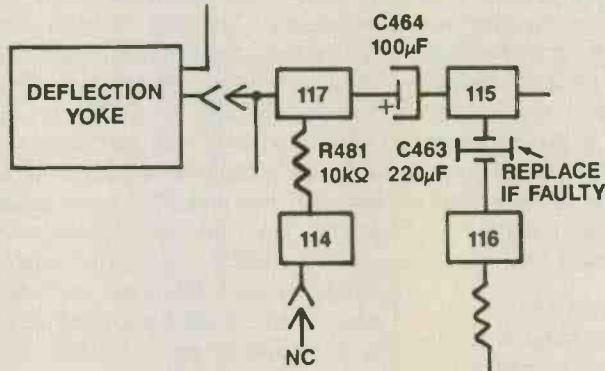 C464
100µF
DEFLECTION
YOKE
117
+
115
R481
10kΩ
C463
220µF
REPLACE
IF FAULTY
114
116
NC